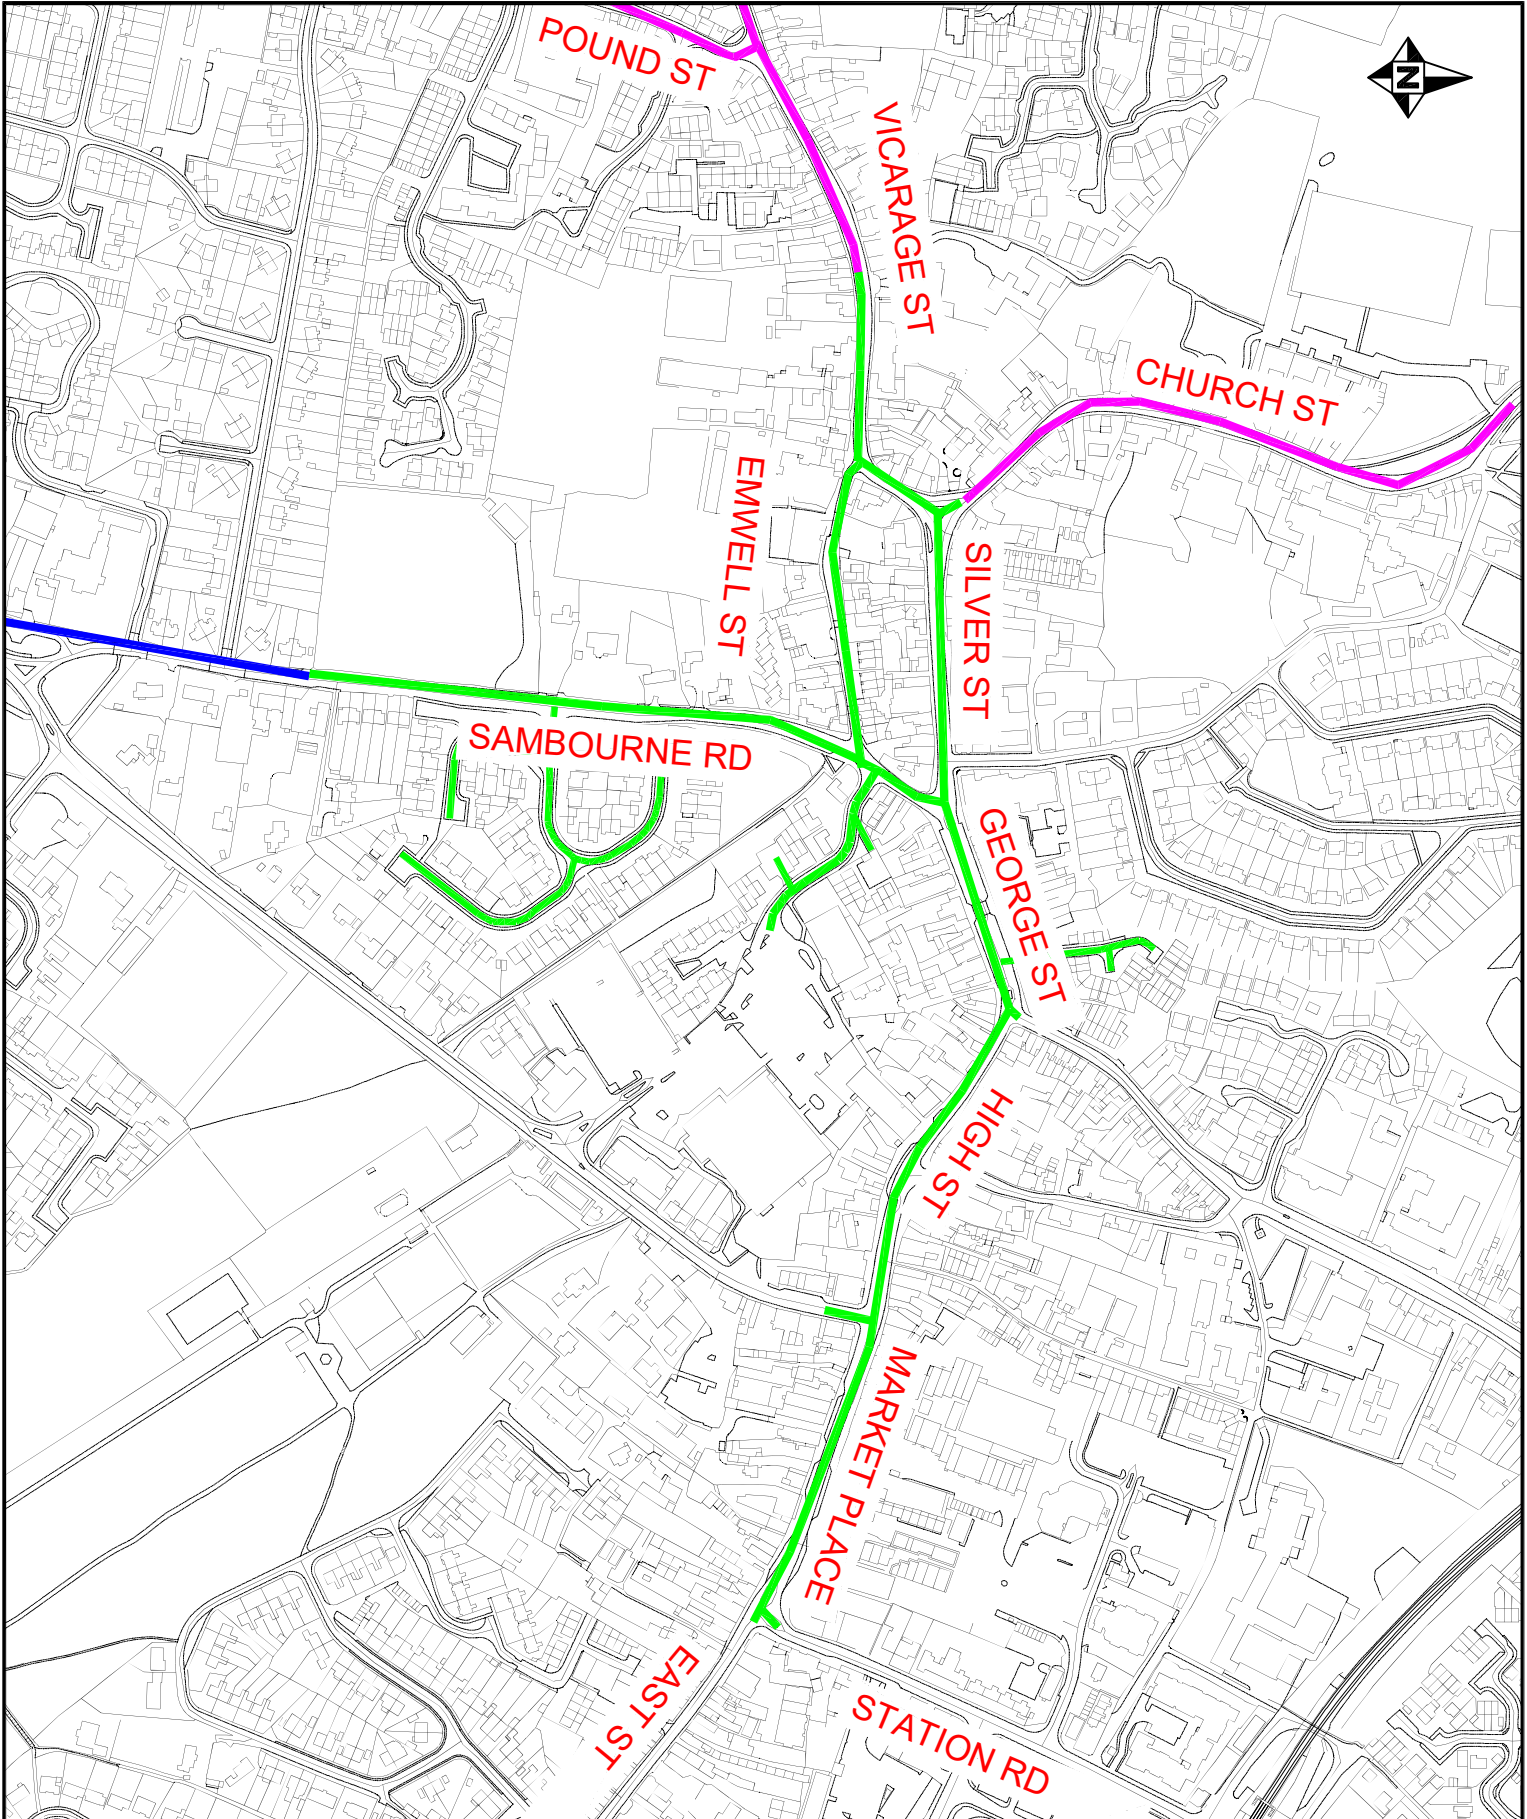 POUND ST
N
VICARAGE ST
CHURCH ST
EMWELL ST
SILVER ST
SAMBOURNE RD
GEORGE ST
HIGH ST
MARKET PLACE
EAST ST
STATION RD